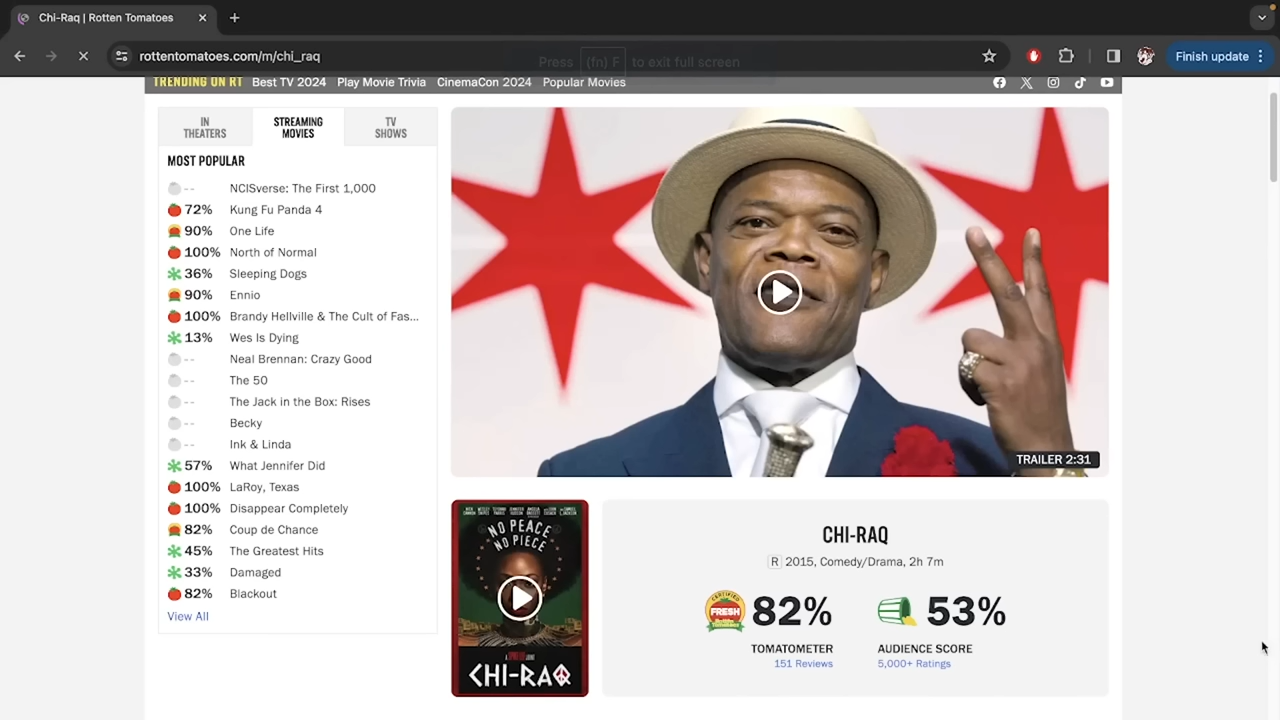 Chi-Raq | Rotten Tomatoes
rottentomatoes.com/m/chi_raq
Press (fn) F to exit full screen
Finish update
TRENDING ON RT Best TV 2024 Play Movie Trivia CinemaCon 2024 Popular Movies
IN THEATERS
STREAMING MOVIES
TV SHOWS
MOST POPULAR
-- NCISverse: The First 1,000
72% Kung Fu Panda 4
90% One Life
100% North of Normal
36% Sleeping Dogs
90% Ennio
100% Brandy Hellville & The Cult of Fas...
13% Wes Is Dying
-- Neal Brennan: Crazy Good
-- The 50
-- The Jack in the Box: Rises
-- Becky
-- Ink & Linda
57% What Jennifer Did
100% LaRoy, Texas
100% Disappear Completely
82% Coup de Chance
45% The Greatest Hits
33% Damaged
82% Blackout
View All
TRAILER 2:31
NO PEACE
NO PIECE
CHI-RAQ
CHI-RAQ
R 2015, Comedy/Drama, 2h 7m
CERTIFIED
FRESH
82%
53%
TOMATOMETER
AUDIENCE SCORE
151 Reviews
5,000+ Ratings